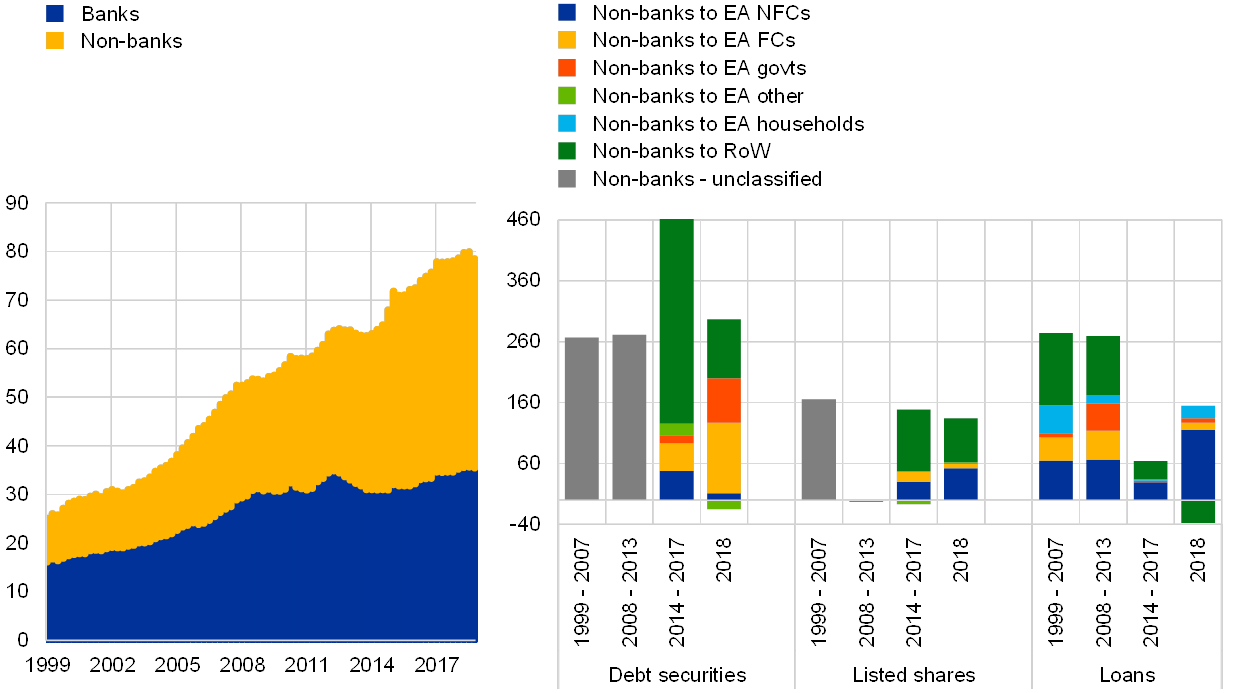 Banks
Non-banks
90
80
70
60
50
40
30
20
10
0
1999 2002 2005 2008 2011 2014 2017
Non-banks to EA NFCs
Non-banks to EA FCs
Non-banks to EA govts
Non-banks to EA other
Non-banks to EA households
Non-banks to RoW
Non-banks - unclassified
460
360
260
160
60
-40
1999 - 2007
2008 - 2013
2014 - 2017
2018
1999 - 2007
2008 - 2013
2014 - 2017
2018
1999 - 2007
2008 - 2013
2014 - 2017
2018
Debt securities Listed shares Loans